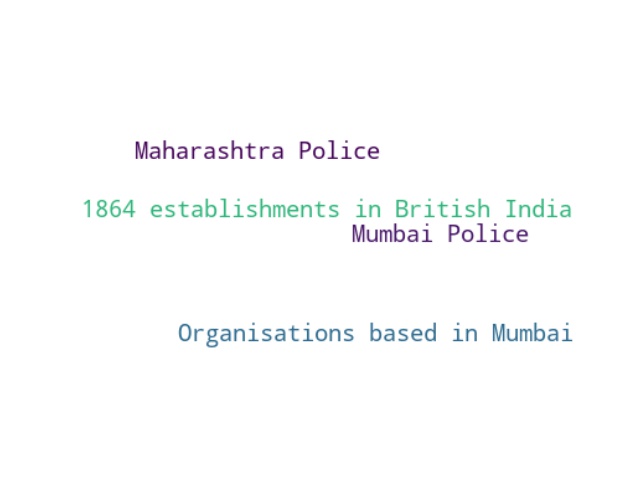 Maharashtra Police
1864 establishments in British India
Mumbai Police
Organisations based in Mumbai